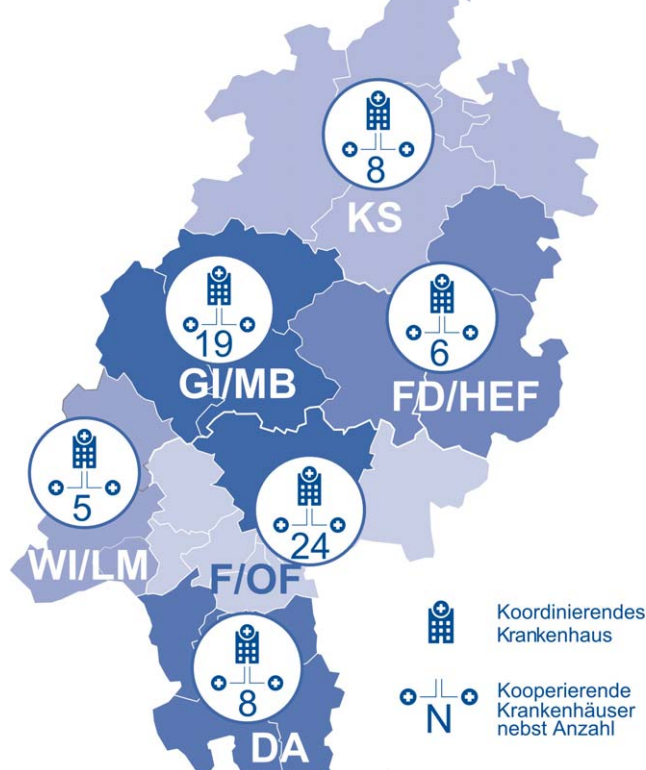 8
KS
19
GI/MB
6
FD/HEF
5
WI/LM
24
F/OF
8
DA
Koordinierendes
Krankenhaus
N
Kooperierende
Krankenhäuser
nebst Anzahl